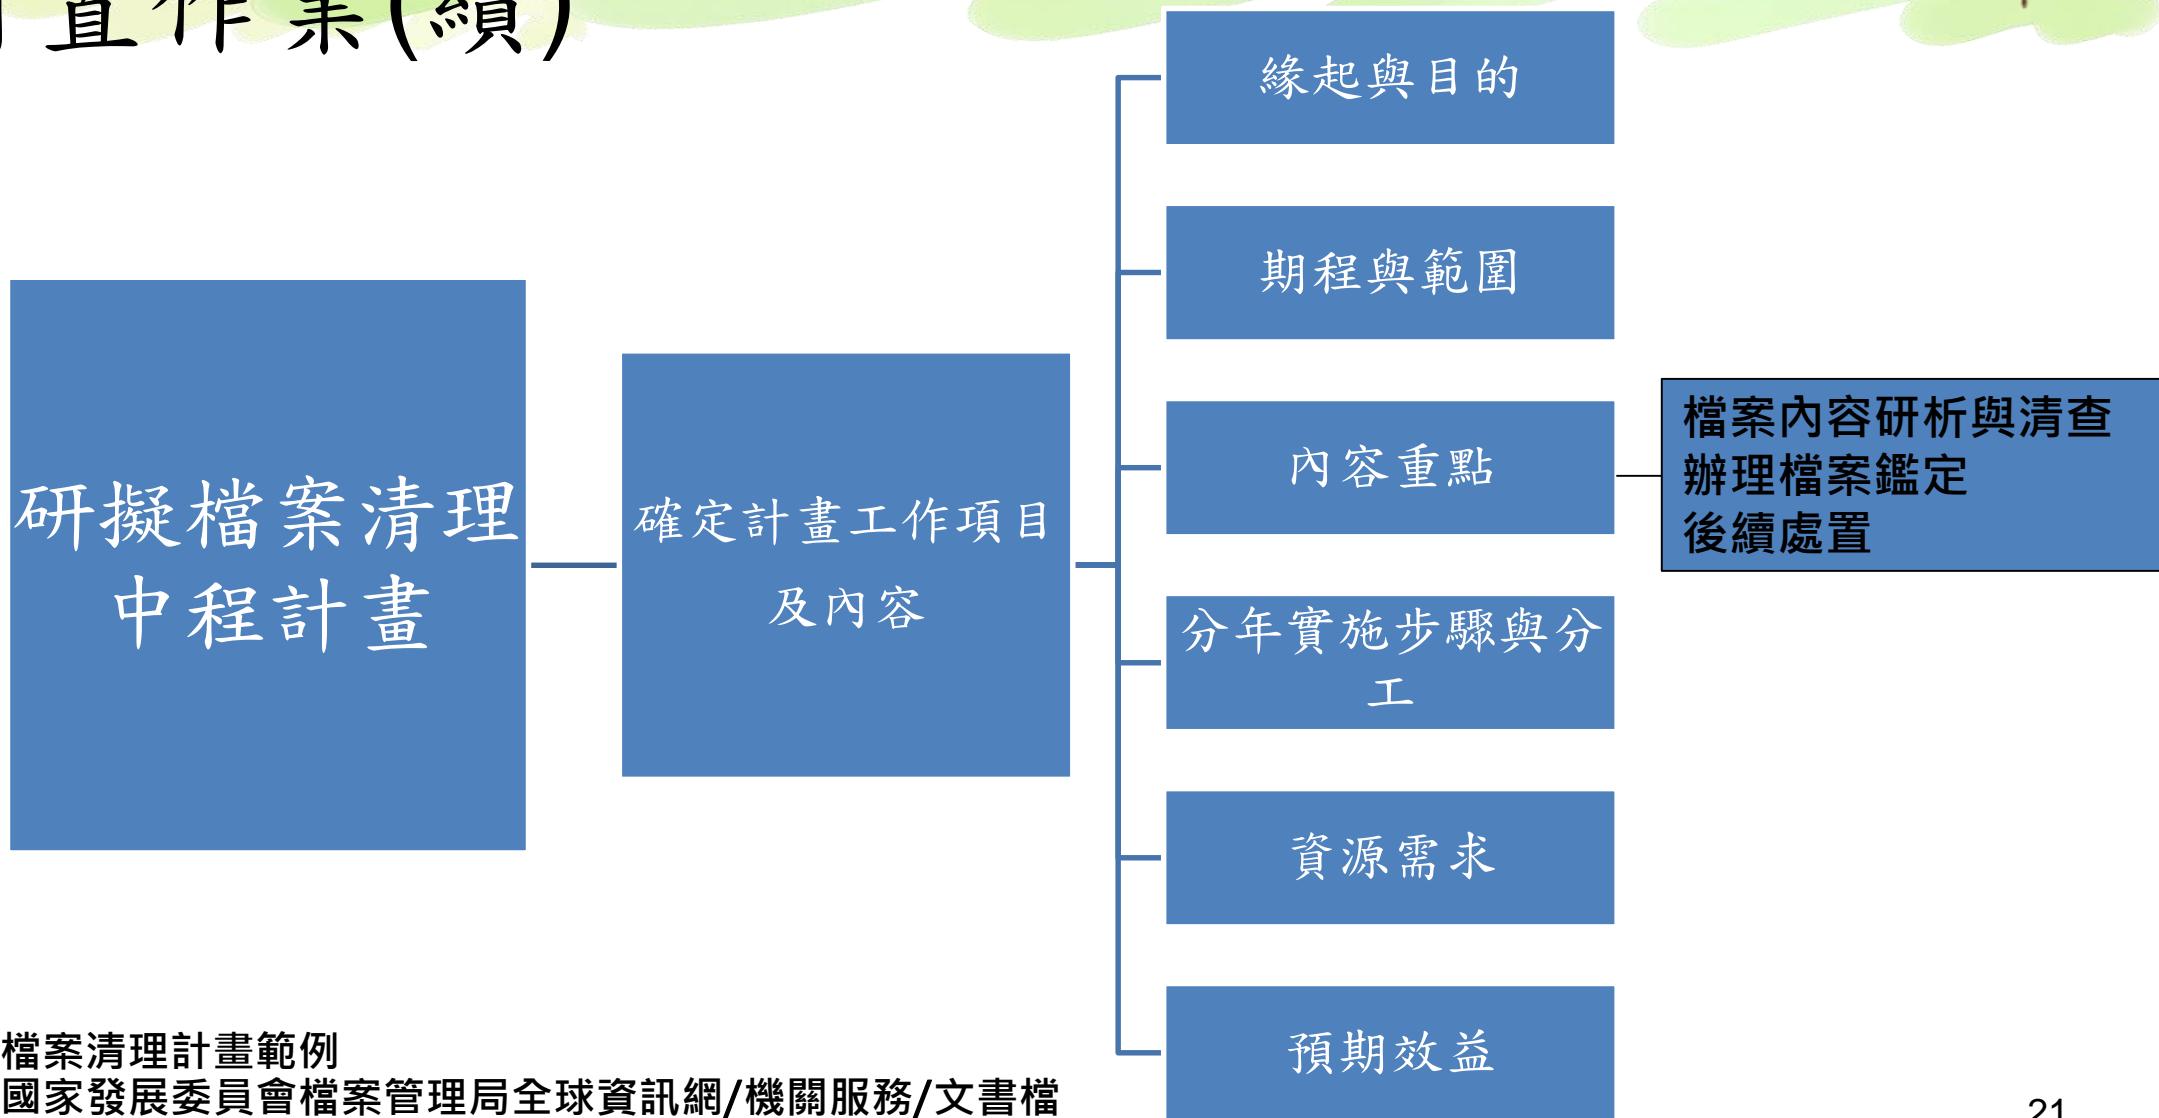 置作業(續)
緣起與目的
期程與範圍
研擬檔案清理
中程計畫
確定計畫工作項目
及內容
內容重點
檔案內容研析與清查
辦理檔案鑑定
後續處置
分年實施步驟與分
工
資源需求
預期效益
檔案清理計畫範例
國家發展委員會檔案管理局全球資訊網/機關服務/文書檔
21